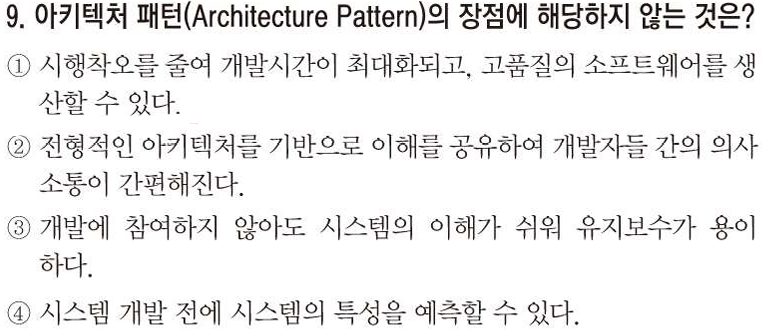 9. 아키텍처 패턴(Architecture Pattern)의 장점에 해당하지 않는 것은?
① 시행착오를 줄여 개발시간이 최대화되고, 고품질의 소프트웨어를 생
산할 수 있다.
② 전형적인 아키텍처를 기반으로 이해를 공유하여 개발자들 간의 의사
소통이 간편해진다.
③ 개발에 참여하지 않아도 시스템의 이해가 쉬워 유지보수가 용이
하다.
④ 시스템 개발 전에 시스템의 특성을 예측할 수 있다.